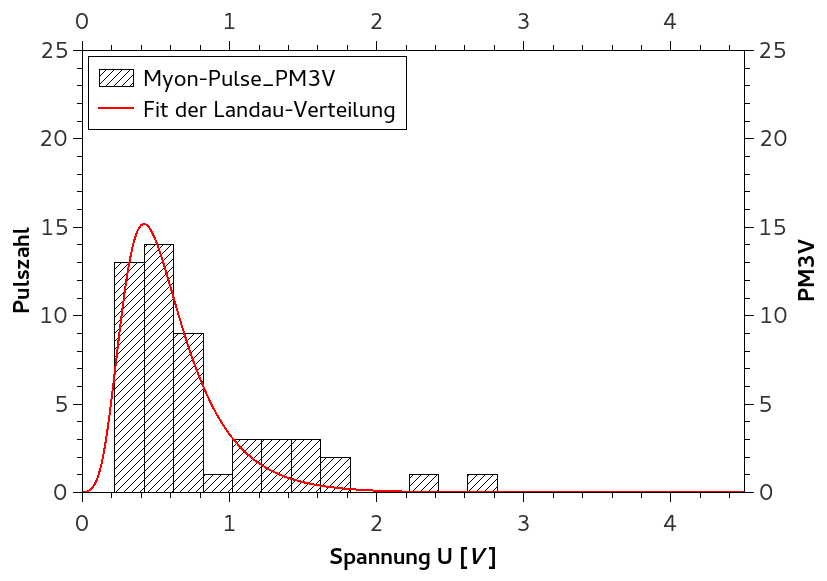 0 1 2 3 4
25 25
Myon-Pulse_PM3V
Fit der Landau-Verteilung
20 20
15 15
Pulszahl
PM3V
10 10
5 5
0 0
0 1 2 3 4
Spannung U [V]